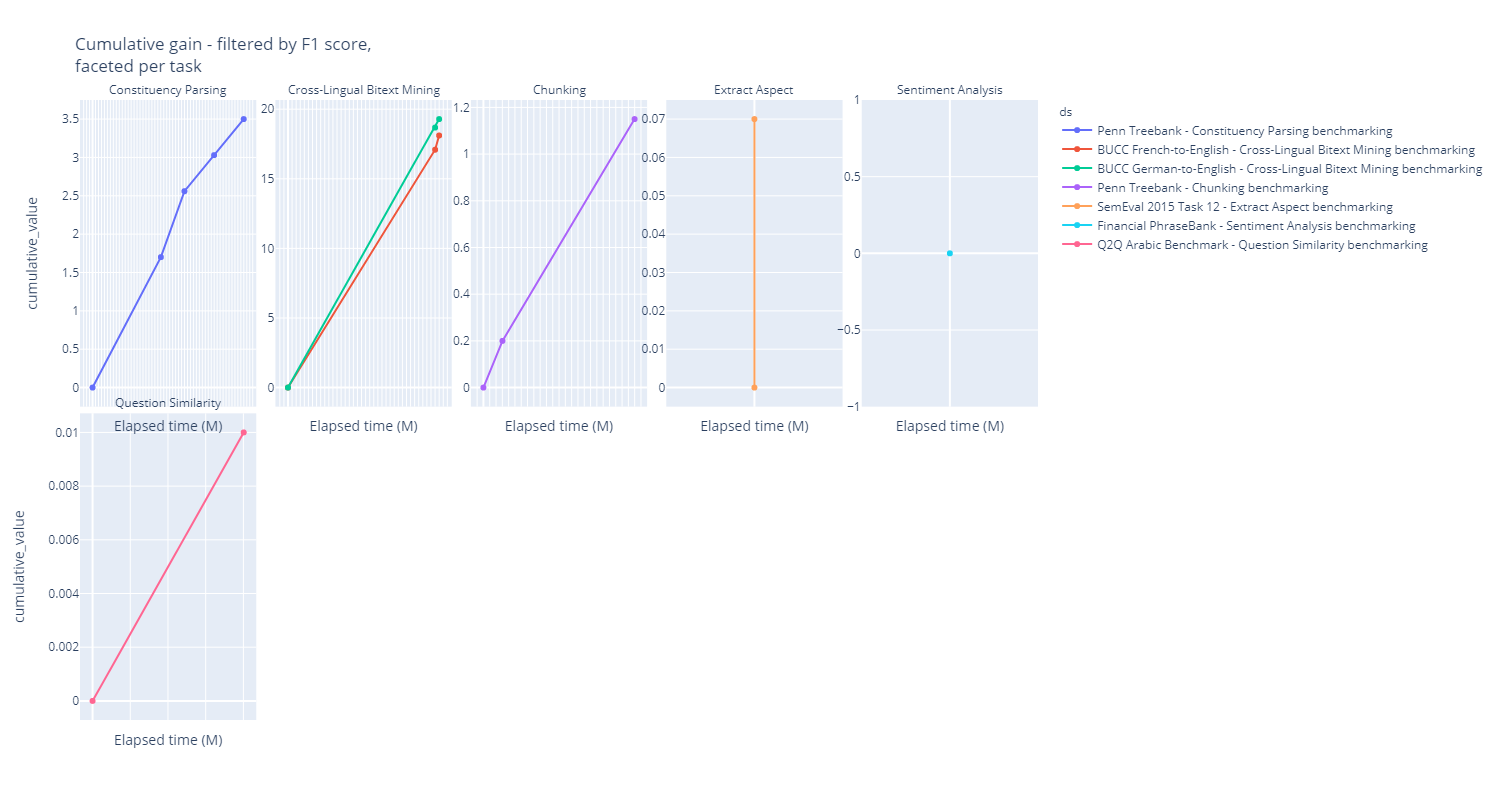 Cumulative gain - filtered by F1 score,
faceted per task
Constituency Parsing
Cross-Lingual Bitext Mining
Chunking
Extract Aspect
Sentiment Analysis
cumulative_value
3.5
3
2.5
2
1.5
1
0.5
0
20
15
10
5
0
1.2
1
0.8
0.6
0.4
0.2
0
0.07
0.06
0.05
0.04
0.03
0.02
0.01
0
1
0.5
0
−0.5
−1
ds
Penn Treebank - Constituency Parsing benchmarking
BUCC French-to-English - Cross-Lingual Bitext Mining benchmarking
BUCC German-to-English - Cross-Lingual Bitext Mining benchmarking
Penn Treebank - Chunking benchmarking
SemEval 2015 Task 12 - Extract Aspect benchmarking
Financial PhraseBank - Sentiment Analysis benchmarking
Q2Q Arabic Benchmark - Question Similarity benchmarking
Question Similarity
Elapsed time (M)
Elapsed time (M)
Elapsed time (M)
Elapsed time (M)
Elapsed time (M)
cumulative_value
0.01
0.008
0.006
0.004
0.002
0
Elapsed time (M)